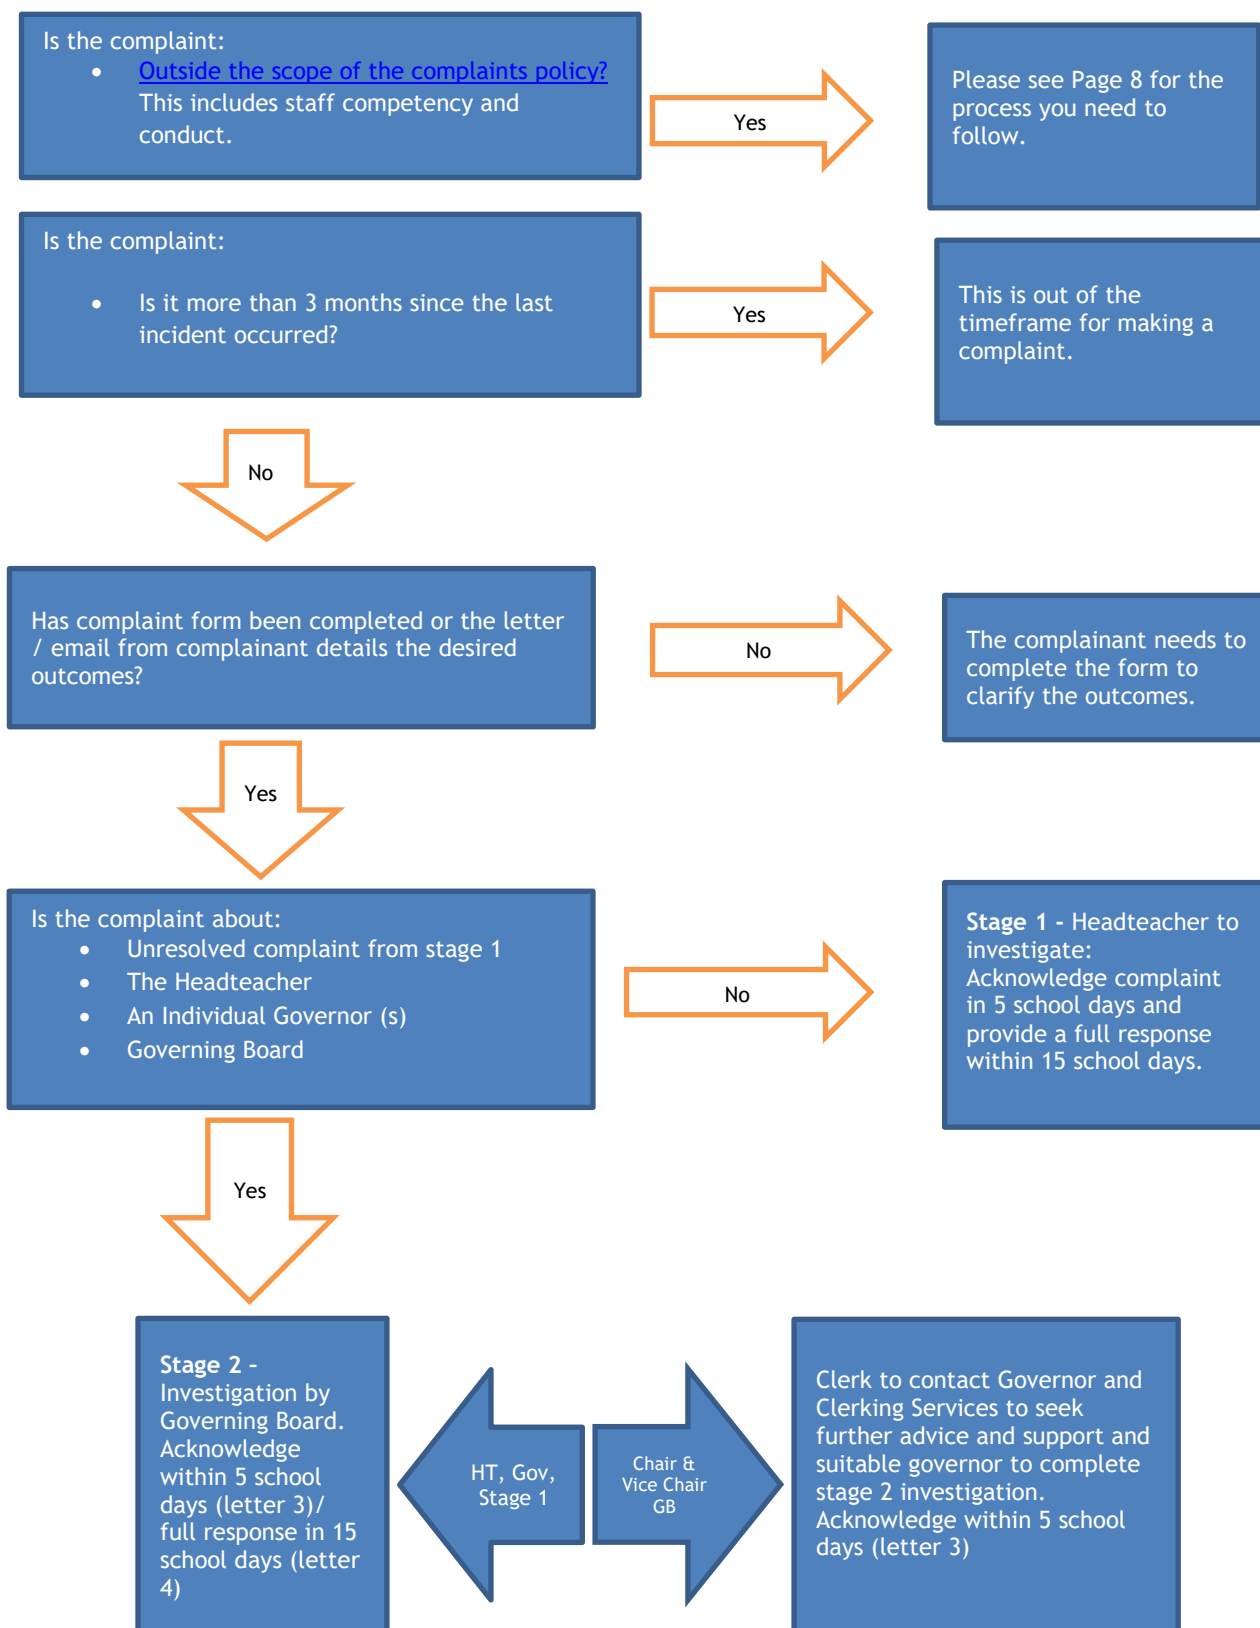 Is the complaint:
• Outside the scope of the complaints policy?
This includes staff competency and
conduct.
Yes
Please see Page 8 for the
process you need to
follow.
Is the complaint:
• Is it more than 3 months since the last
incident occurred?
Yes
This is out of the
timeframe for making a
complaint.
No
Has complaint form been completed or the letter
/ email from complainant details the desired
outcomes?
No
The complainant needs to
complete the form to
clarify the outcomes.
Yes
Is the complaint about:
• Unresolved complaint from stage 1
• The Headteacher
• An Individual Governor (s)
• Governing Board
No
Stage 1 - Headteacher to
investigate:
Acknowledge complaint
in 5 school days and
provide a full response
within 15 school days.
Yes
Stage 2 –
Investigation by
Governing Board.
Acknowledge
within 5 school
days (letter 3)/
full response in 15
school days (letter
4)
HT, Gov,
Stage 1
Chair &
Vice Chair
GB
Clerk to contact Governor and
Clerking Services to seek
further advice and support and
suitable governor to complete
stage 2 investigation.
Acknowledge within 5 school
days (letter 3)